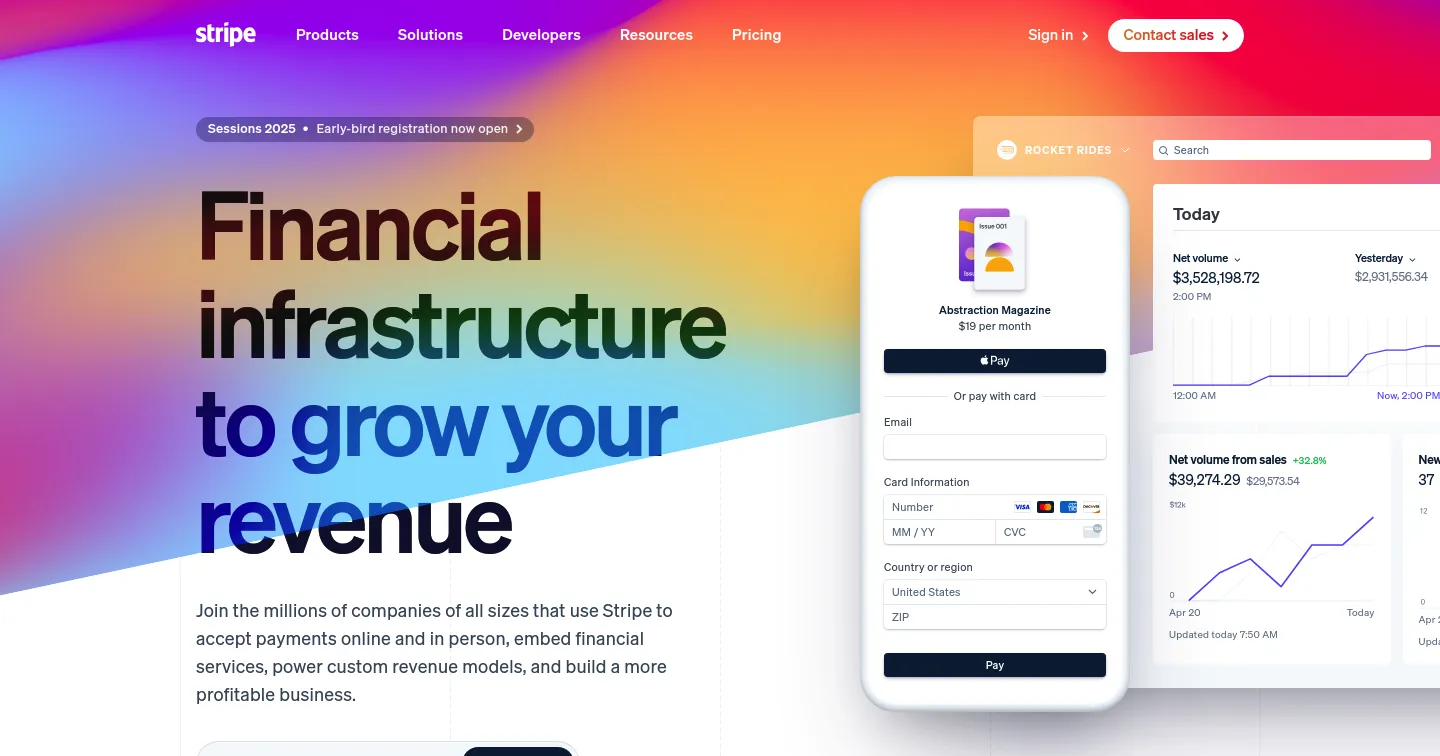 stripe
Products Solutions Developers Resources Pricing
Sign in
Contact sales
Sessions 2025 • Early-bird registration now open
Financial
infrastructure
to grow your
revenue
Join the millions of companies of all sizes that use Stripe to
accept payments online and in person, embed financial
services, power custom revenue models, and build a more
profitable business.
Issue 001
Abstraction Magazine
$19 per month
Pay
Or pay with card
Email
Card Information
Number VISA
MM / YY CVC
Country or region
United States
ZIP
Pay
ROCKET RIDES
Search
Today
Net volume Yesterday
$3,528,198.72 $2,931,556.34
2:00 PM
12:00 AM Now, 2:00 PM
Net volume from sales +32.8%
$39,274.29 $29,573.54
$12k
0
Apr 20 Today
Updated today 7:50 AM
New
37
12
0
Apr